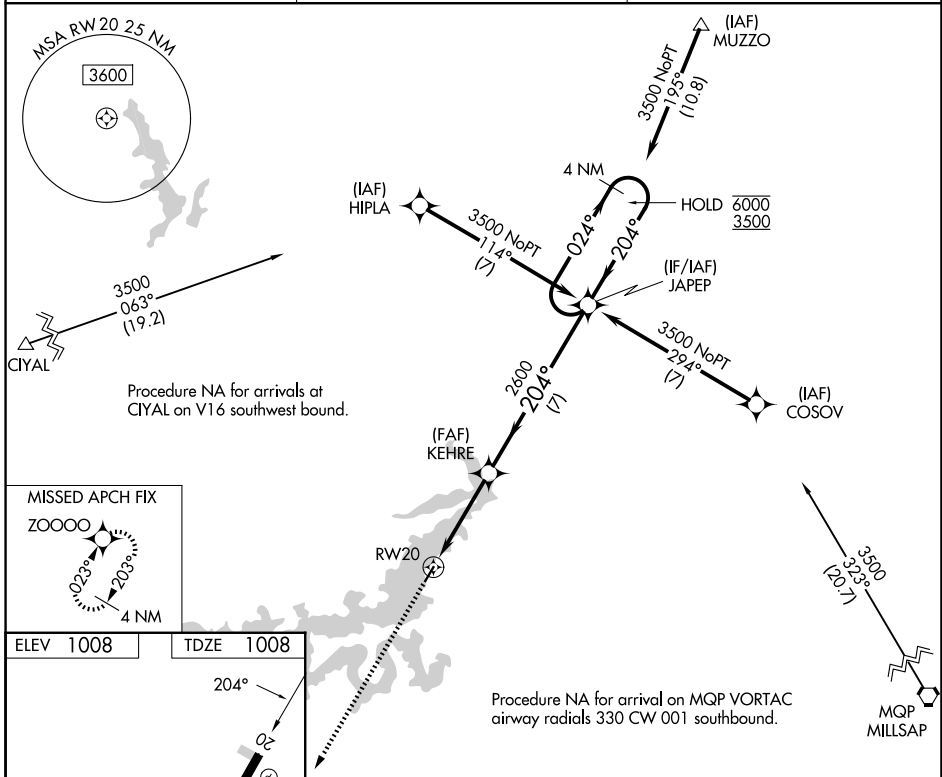 MSA RW20 25 NM
3600
(IAF)
MUZZO
3500 NoPT
195°
(10.8)
4 NM
HOLD 6000
3500
024°
204°
(IAF)
HIPLA
3500 NoPT
114°
(7)
(IF/IAF)
JAPEP
3500
063°
(19.2)
CIYAL
3500 NoPT
294°
(7)
(IAF)
COSOV
Procedure NA for arrivals at
CIYAL on V16 southwest bound.
2600
204°
(7)
(FAF)
KEHRE
MISSED APCH FIX
ZOOOO
023°
203°
4 NM
RW20
3500
323°
(20.7)
ELEV 1008
TDZE 1008
204°
20
Procedure NA for arrival on MQP VORTAC
airway radials 330 CW 001 southbound.
MQP
MILLSAP